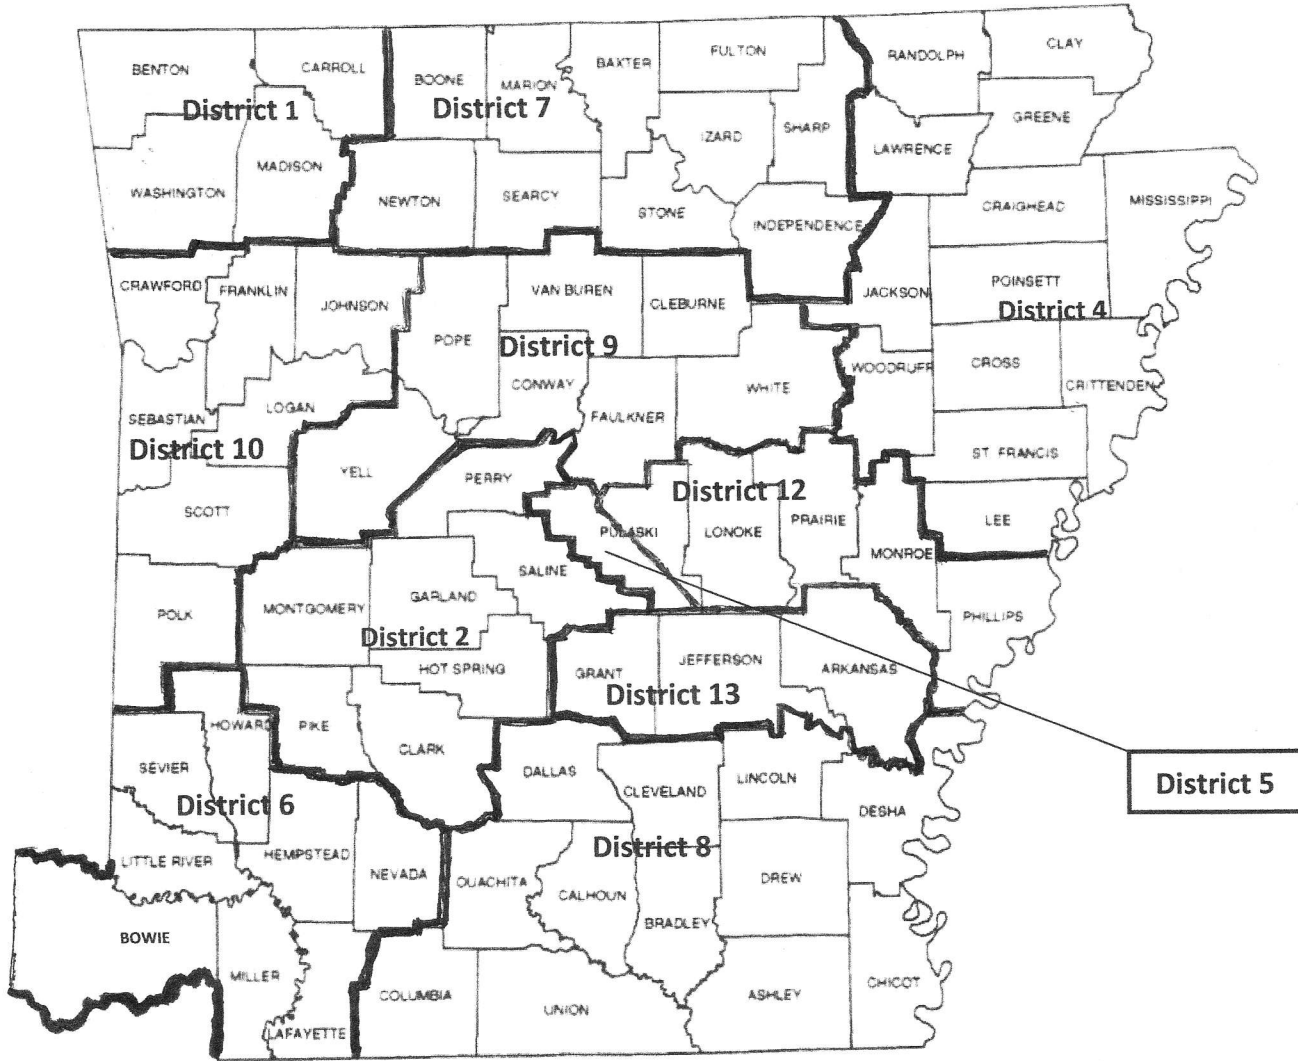 BENTON
CARROLL
BOONE
MARION
BAXTER
FULTON
RANDOLPH
CLAY
District 1
District 7
SHARP
IZARD
LAWRENCE
GREENE
WASHINGTON
MADISON
NEWTON
SEARCY
STONE
INDEPENDENCE
CRAIGHEAD
MISSISSIPPI
CRAWFORD
FRANKLIN
JOHNSON
POPE
VAN BUREN
CLEBURNE
JACKSON
POINSETT
District 4
District 9
CONWAY
WHITE
WOODRUFF
CROSS
CRITTENDEN
SEBASTIAN
LOGAN
FAULKNER
District 10
YELL
PERRY
ST. FRANCIS
SCOTT
District 12
PULASKI
LONOKE
PRAIRIE
LEE
MONROE
POLK
MONTGOMERY
GARLAND
SALINE
PHILLIPS
District 2
HOT SPRING
GRANT
JEFFERSON
ARKANSAS
District 13
HOWARD
PIKE
CLARK
SEVIER
DALLAS
CLEVELAND
LINCOLN
DESHA
District 5
District 6
District 8
LITTLE RIVER
HEMPSTEAD
NEVADA
OUACHITA
CALHOUN
BRADLEY
DREW
BOWIE
MILLER
LAFAYETTE
COLUMBIA
UNION
ASHLEY
CHICOT